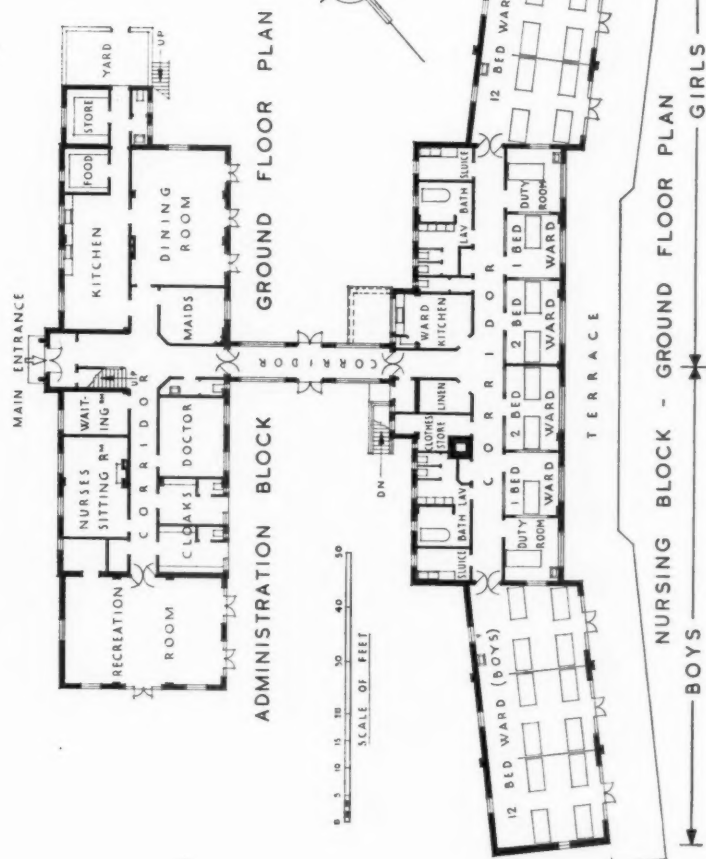 MAIN ENTRANCE
YARD
UP
STORE
FOOD
KITCHEN
DINING
ROOM
MAIDS
UP
WAIT-
ING RM
NURSES
SITTING RM
CORRIDOR
DOCTOR
CLOAKS
RECREATION
ROOM
ADMINISTRATION BLOCK GROUND FLOOR PLAN
CORRIDOR
0 5 10 15 20 30 40 50
SCALE OF FEET
DN
WARD
KITCHEN
LINEN
CLOTHES
STORE
LAV
BATH
SLUICE
LAV
BATH
SLUICE
CORRIDOR
12 BED WARD
DUTY
ROOM
1 BED
WARD
2 BED
WARD
2 BED
WARD
1 BED
WARD
DUTY
ROOM
12 BED WARD (BOYS)
TERRACE
NURSING BLOCK - GROUND FLOOR PLAN
BOYS
GIRLS